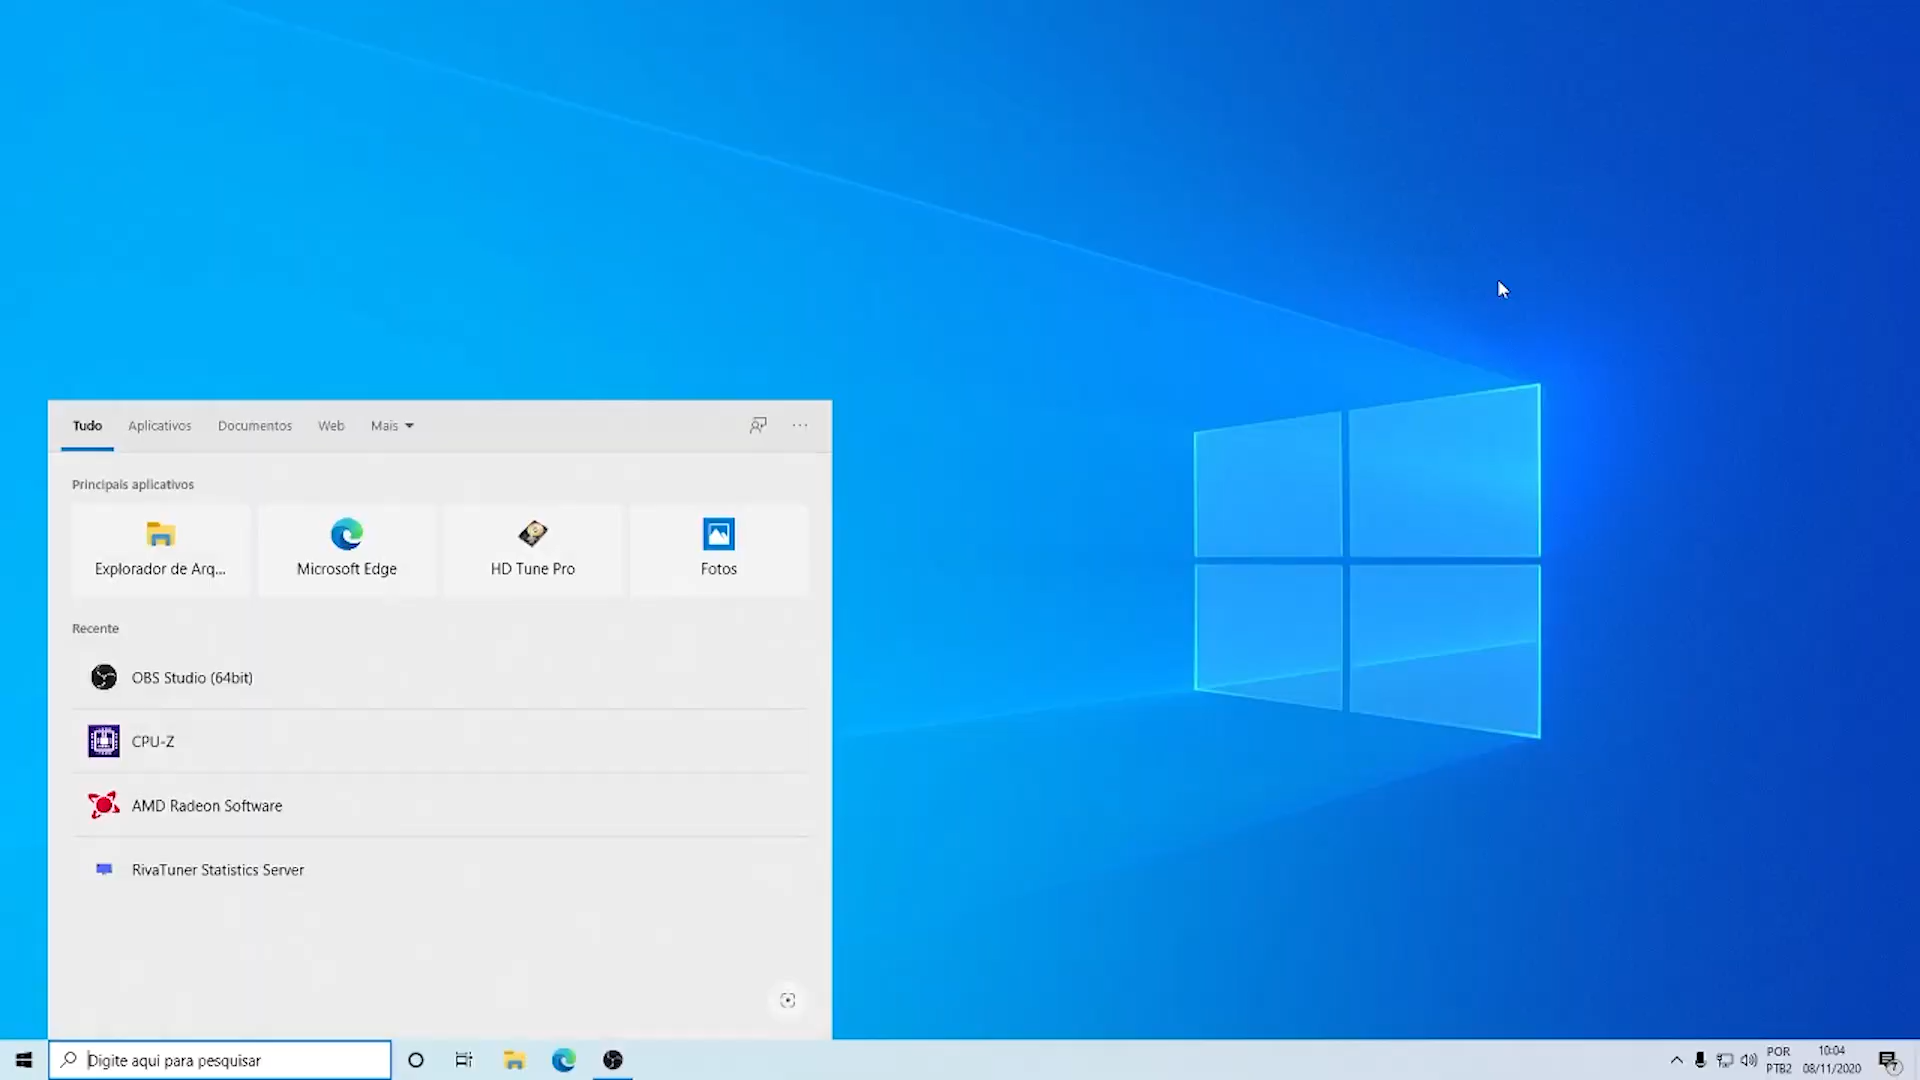 Tudo Aplicativos Documentos Web Mais
Principais aplicativos
Explorador de Arq... Microsoft Edge HD Tune Pro Fotos
Recente
OBS Studio (64bit)
CPU-Z
AMD Radeon Software
RivaTuner Statistics Server
Digite aqui para pesquisar
POR
PTB2
10:04
08/11/2020
7